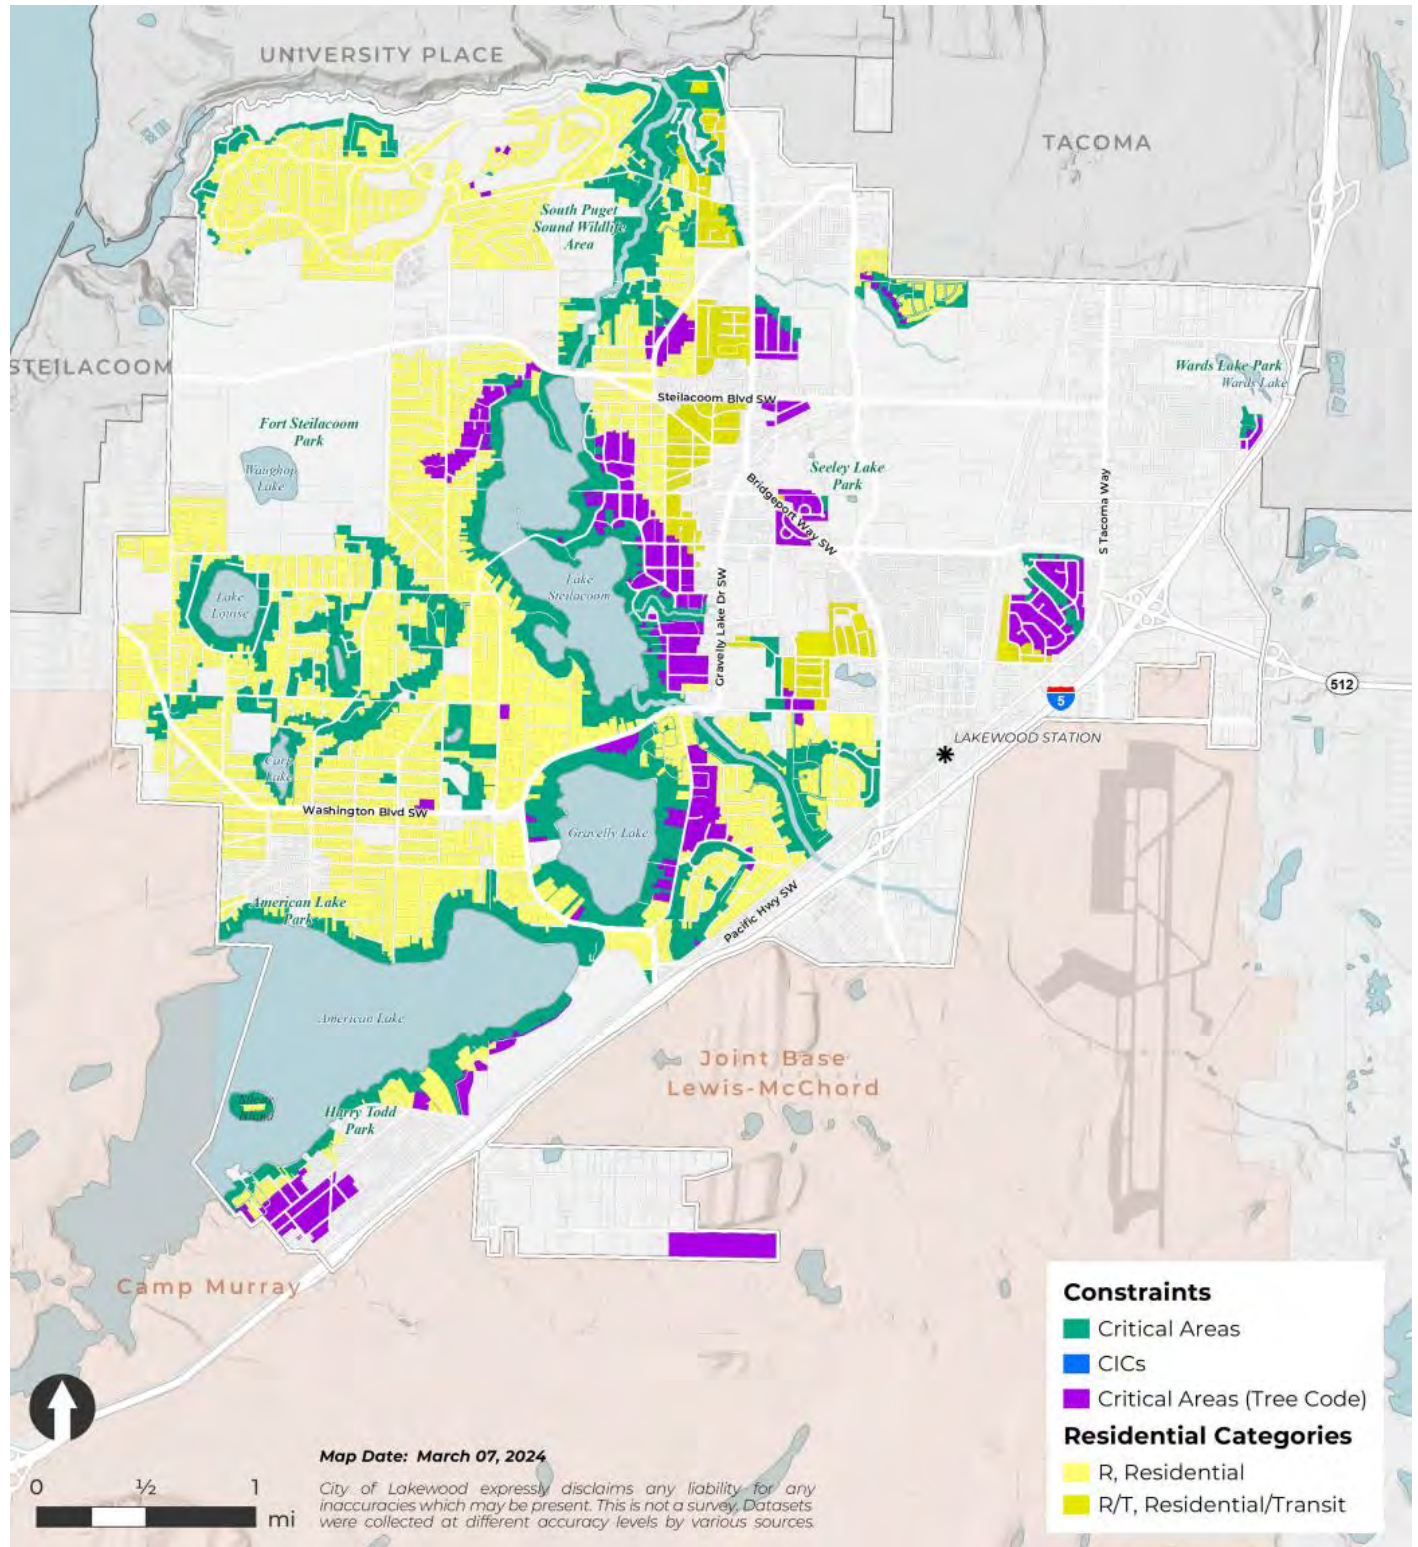 UNIVERSITY PLACE
TACOMA
South Puget
Sound Wildlife
Area
STEILACOOM
Wards Lake Park
Wards Lake
Steilacoom Blvd SW
Fort Steilacoom
Park
Waughop
Lake
Seeley Lake
Park
Bridgeport Way SW
S Tacoma Way
Lake
Louise
Lake
Steilacoom
Gravelly Lake Dr SW
512
5
LAKEWOOD STATION
Carp
Lake
Washington Blvd SW
Gravelly Lake
American Lake
Park
Pacific Hwy SW
American Lake
Joint Base
Lewis-McChord
Silcox
Island
Harry Todd
Park
Camp Murray
Constraints
Critical Areas
CICs
Critical Areas (Tree Code)
Residential Categories
R, Residential
R/T, Residential/Transit
Map Date: March 07, 2024
City of Lakewood expressly disclaims any liability for any
inaccuracies which may be present. This is not a survey. Datasets
were collected at different accuracy levels by various sources.
0 ½ 1
mi